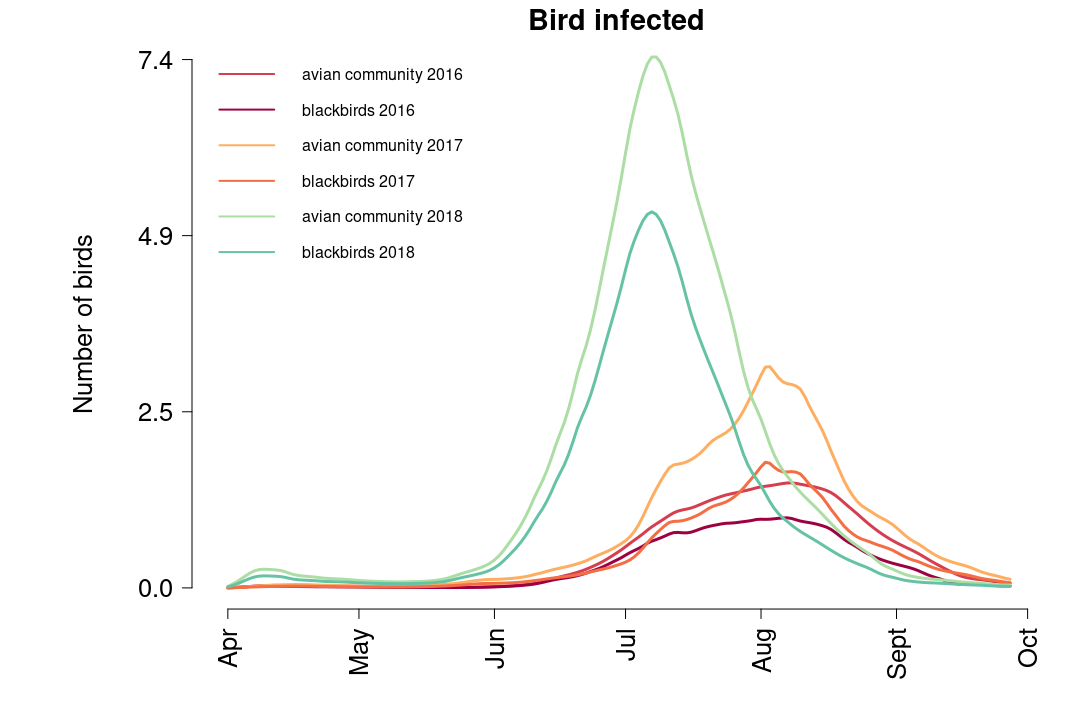 Bird infected
7.4
4.9
2.5
0.0
Number of birds
avian community 2016
blackbirds 2016
avian community 2017
blackbirds 2017
avian community 2018
blackbirds 2018
Apr
May
Jun
Jul
Aug
Sept
Oct